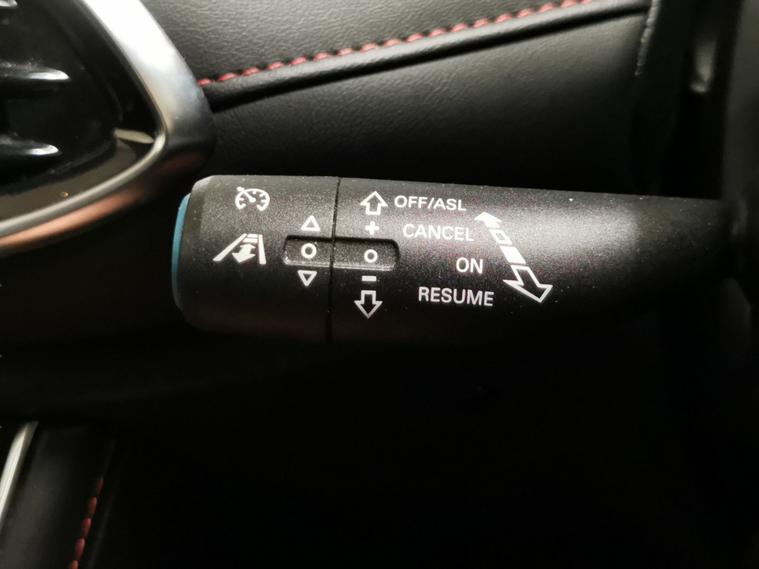 OFF/ASL
+
CANCEL
ON
-
RESUME